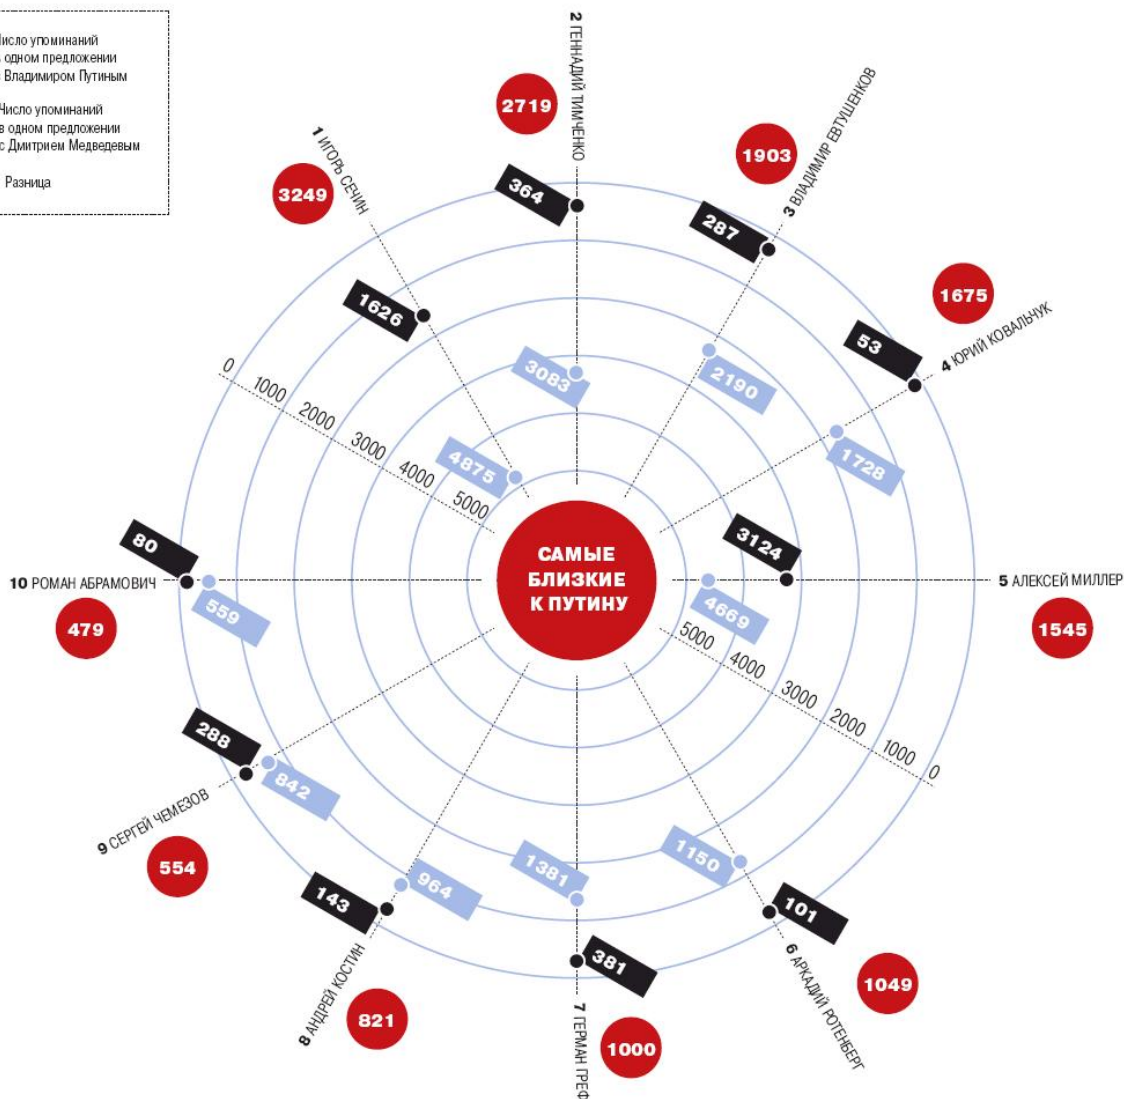 Число упоминаний
в одном предложении
с Владимиром Путиным
Число упоминаний
в одном предложении
с Дмитрием Медведевым
Разница
САМЫЕ
БЛИЗКИЕ
К ПУТИНУ
1 ИГОРЬ СЕЧИН
3249
1626
4875
2 ГЕННАДИЙ ТИМЧЕНКО
2719
364
3083
3 ВЛАДИМИР ЕВТУШЕНКОВ
1903
287
2190
4 ЮРИЙ КОВАЛЬЧУК
1675
53
1728
5 АЛЕКСЕЙ МИЛЛЕР
1545
3124
4669
6 АРКАДИЙ РОТЕНБЕРГ
1049
101
1150
7 ГЕРМАН ГРЕФ
1000
381
1381
8 АНДРЕЙ КОСТИН
821
143
964
9 СЕРГЕЙ ЧЕМЕЗОВ
554
288
842
10 РОМАН АБРАМОВИЧ
479
80
559
0 1000 2000 3000 4000 5000
5000 4000 3000 2000 1000 0